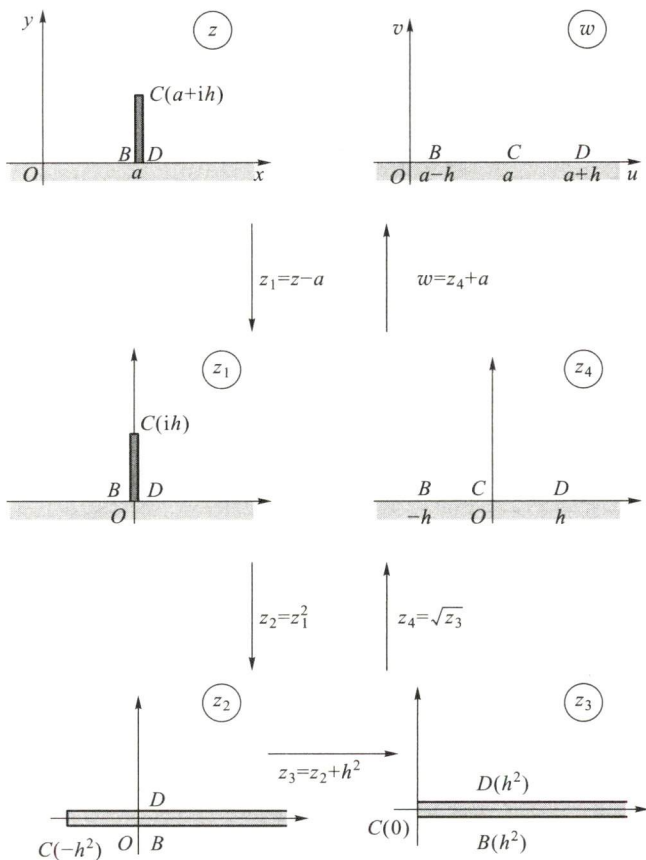 y z
C(a+ih)
B D
O a x
v w
B C D
O a−h a a+h u
z₁=z−a
w=z₄+a
z₁
C(ih)
B D
O
z₄
B C D
−h O h
z₂=z₁²
z₄=√z₃
z₂
D
C(−h²) O B
z₃=z₂+h²
z₃
D(h²)
C(0)
B(h²)